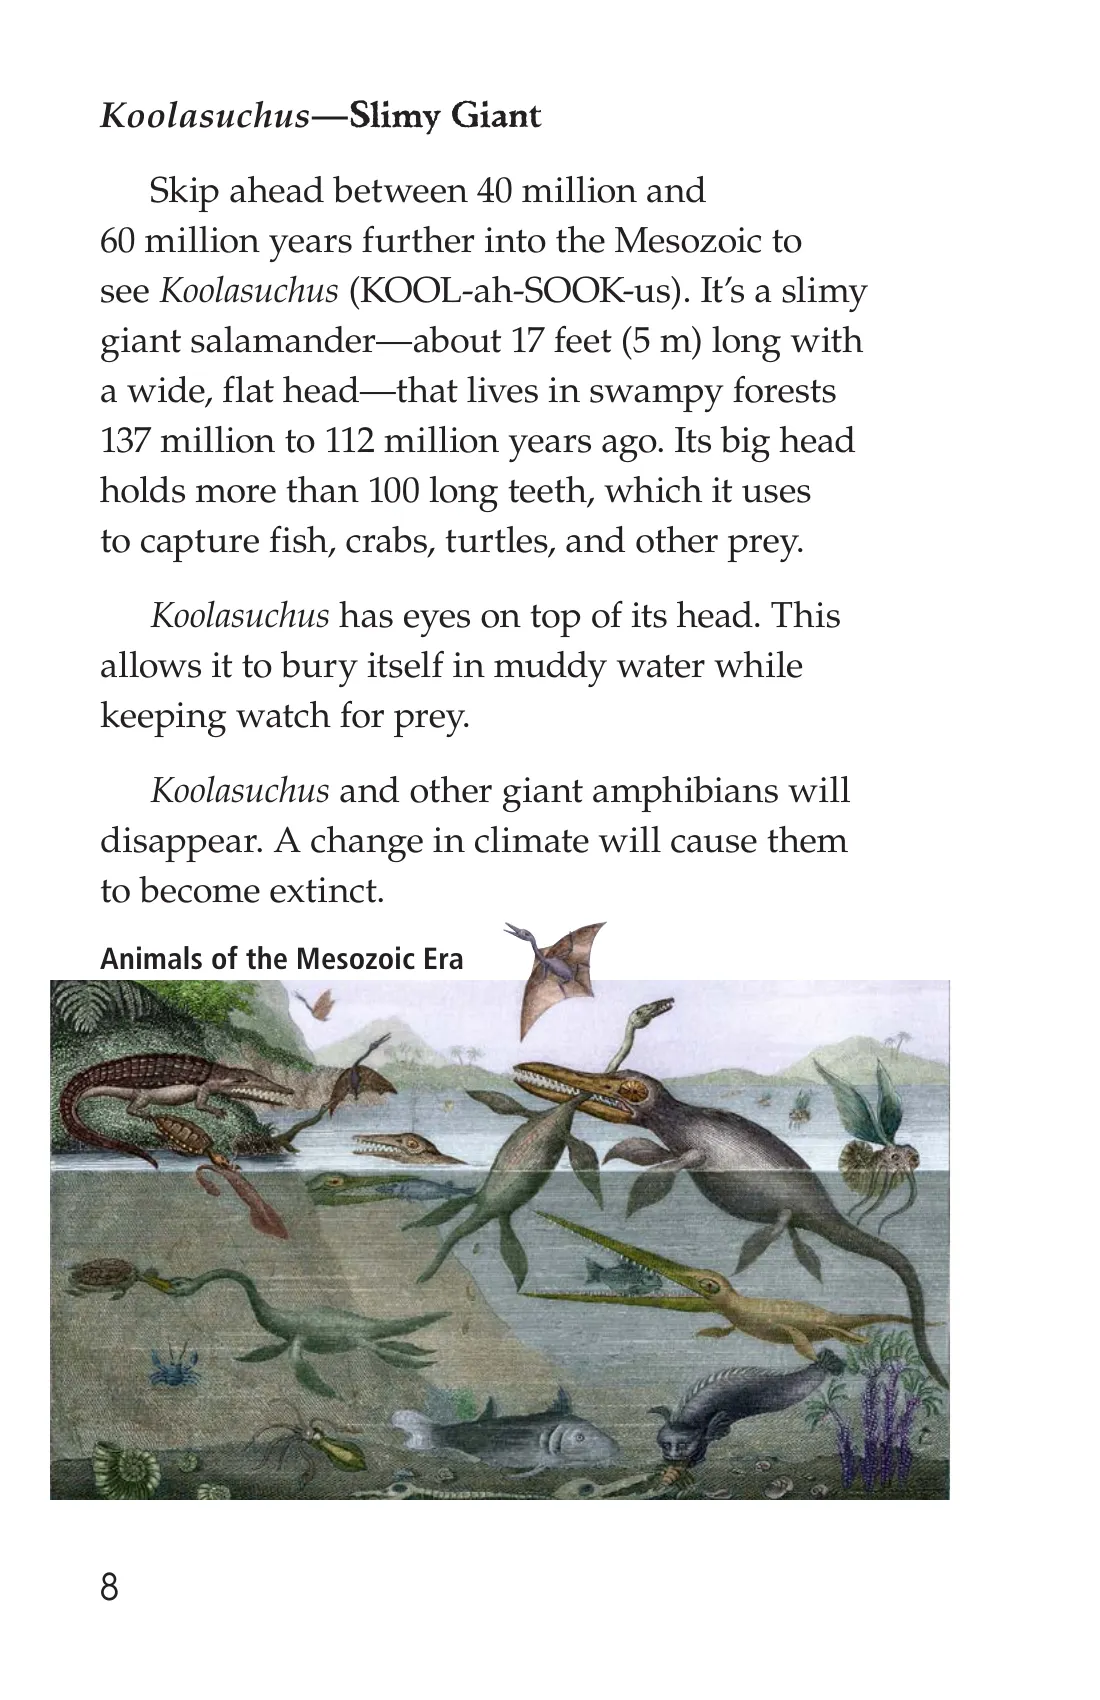 Koolasuchus—Slimy Giant
Skip ahead between 40 million and
60 million years further into the Mesozoic to
see Koolasuchus (KOOL-ah-SOOK-us). It’s a slimy
giant salamander—about 17 feet (5 m) long with
a wide, flat head—that lives in swampy forests
137 million to 112 million years ago. Its big head
holds more than 100 long teeth, which it uses
to capture fish, crabs, turtles, and other prey.
Koolasuchus has eyes on top of its head. This
allows it to bury itself in muddy water while
keeping watch for prey.
Koolasuchus and other giant amphibians will
disappear. A change in climate will cause them
to become extinct.
Animals of the Mesozoic Era
8